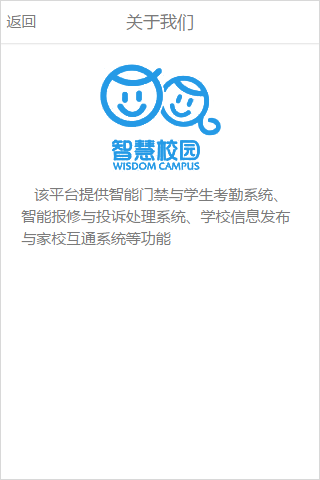 返回
关于我们
智慧校园
WISDOM CAMPUS
该平台提供智能门禁与学生考勤系统、
智能报修与投诉处理系统、学校信息发布
与家校互通系统等功能